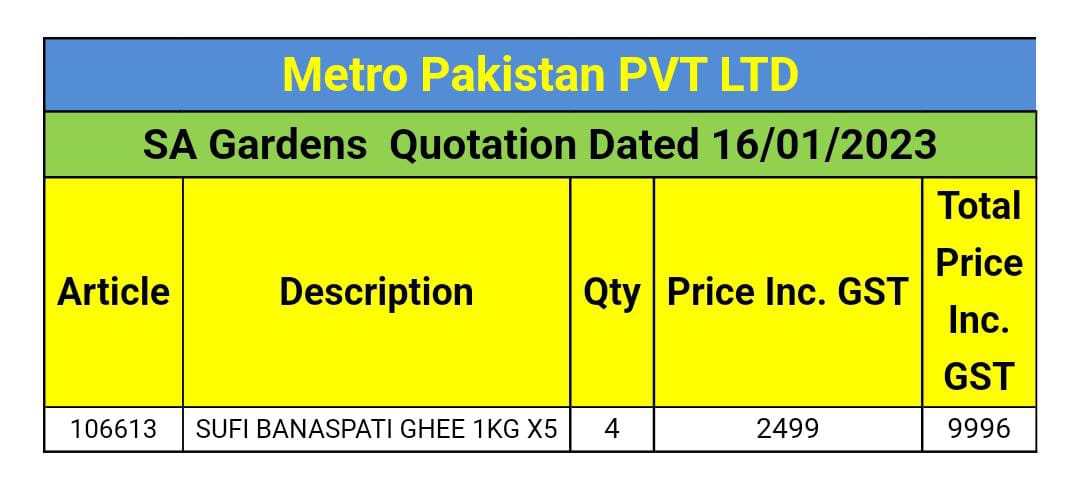 Metro Pakistan PVT LTD
SA Gardens  Quotation Dated 16/01/2023
Article Description Qty Price Inc. GST Total Price Inc. GST
106613 SUFI BANASPATI GHEE 1KG X5 4 2499 9996